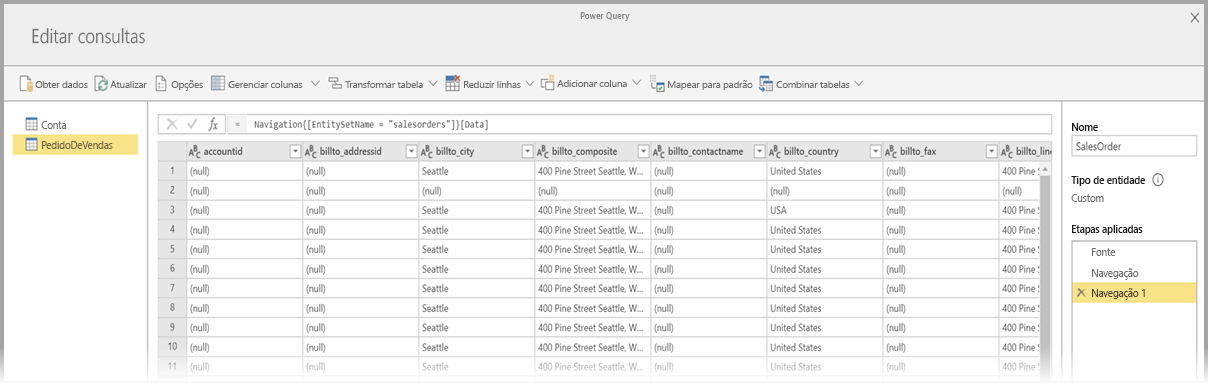 Power Query
Editar consultas
Obter dados Atualizar Opções Gerenciar colunas Transformar tabela Reduzir linhas Adicionar coluna Mapear para padrão Combinar tabelas
Conta
PedidoDeVendas
fx = Navigation{[EntitySetName = "salesorders"]}[Data]
ABC accountid ABC billto_addressid ABC billto_city ABC billto_composite ABC billto_contactname ABC billto_country ABC billto_fax ABC billto_line
1 (null) (null) Seattle 400 Pine Street Seattle, W... (null) United States (null) 400 Pine S
2 (null) (null) (null) (null) (null) (null) (null) (null)
3 (null) (null) Seattle 400 Pine Street Seattle, W... (null) USA (null) 400 Pine S
4 (null) (null) Seattle 400 Pine Street Seattle, W... (null) United States (null) 400 Pine S
5 (null) (null) Seattle 400 Pine Street Seattle, W... (null) United States (null) 400 Pine S
6 (null) (null) Seattle 400 Pine Street Seattle, W... (null) United States (null) 400 Pine S
7 (null) (null) Seattle 400 Pine Street Seattle, W... (null) United States (null) 400 Pine S
8 (null) (null) Seattle 400 Pine Street Seattle, W... (null) United States (null) 400 Pine S
9 (null) (null) Seattle 400 Pine Street Seattle, W... (null) United States (null) 400 Pine S
10 (null) (null) Seattle 400 Pine Street Seattle, W... (null) United States (null) 400 Pine S
11 (null) (null) Seattle 400 Pine Street Seattle, W... (null) United States (null) 400 Pine S
Nome
SalesOrder
Tipo de entidade
Custom
Etapas aplicadas
Fonte
Navegação
Navegação 1